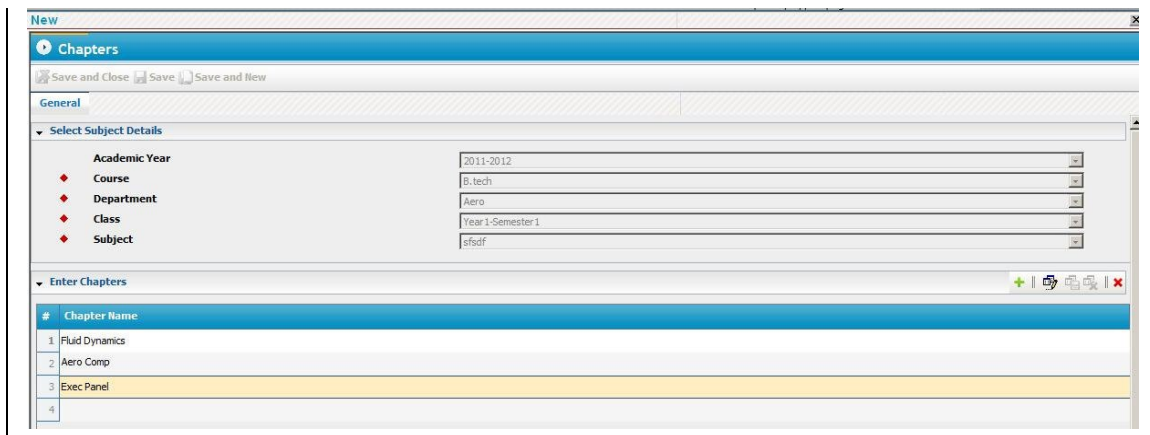 New
Chapters
Save and Close Save Save and New
General
Select Subject Details
Academic Year 2011-2012
Course B.tech
Department Aero
Class Year1-Semester1
Subject sfsdf
Enter Chapters
# Chapter Name
1 Fluid Dynamics
2 Aero Comp
3 Exec Panel
4